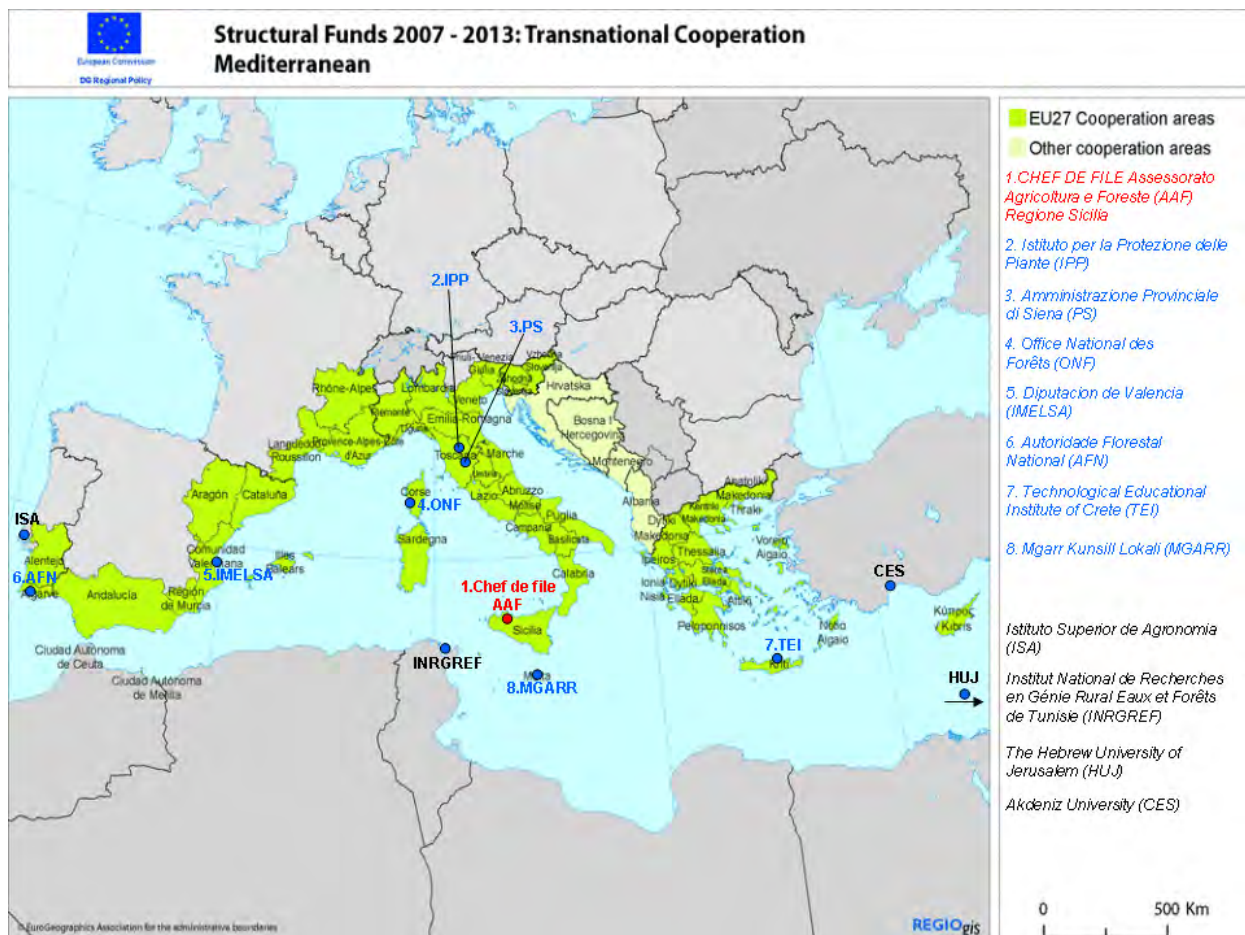 European Commission
DG Regional Policy
Structural Funds 2007 - 2013: Transnational Cooperation
Mediterranean
EU27 Cooperation areas
Other cooperation areas
1.CHEF DE FILE Assessorato
Agricoltura e Foreste (AAF)
Regione Sicilia
2. Istituto per la Protezione delle
Piante (IPP)
3. Amministrazione Provinciale
di Siena (PS)
4. Office National des
Forêts (ONF)
5. Diputacion de Valencia
(IMELSA)
6. Autoridade Florestal
National (AFN)
7. Technological Educational
Institute of Crete (TEI)
8. Mgarr Kunsill Lokali (MGARR)
Istituto Superior de Agronomia
(ISA)
Institut National de Recherches
en Génie Rural Eaux et Forêts
de Tunisie (INRGREF)
The Hebrew University of
Jerusalem (HUJ)
Akdeniz University (CES)
0 500 Km
2.IPP
3.PS
Rhône-Alpes
Lombardia
Veneto
Giulia
Hrvatska
Piemonte
Liguria
Emilia-Romagna
Bosna I
Hercegovina
Montenegro
Albania
Languedoc-
Roussillon
Provence-Alpes-Côte
d'Azur
Toscana
Marche
Umbria
Lazio
Abruzzo
Molise
Campania
Puglia
Basilicata
Calabria
Corse
4.ONF
Sardegna
Aragón
Cataluña
ISA
Alentejo
6.AFN
Algarve
Andalucía
Comunidad
Valenciana
5.IMELSA
Illes
Balears
Región
de Murcia
Ciudad Autónoma
de Ceuta
Ciudad Autónoma
de Melilla
1.Chef de file
AAF
Sicilia
INRGREF
Malta
8.MGARR
Anatoliki
Makedonia
Thraki
Kentriki
Makedonia
Dytiki
Makedonia
Ipeiros
Thessalia
Voreio
Aigaio
Ionia
Nisia
Dytiki
Ellada
Sterea
Ellada
Attiki
Peloponnisos
Notio
Aigaio
7.TEI
Kriti
CES
Κύπρος
/ Kibris
HUJ
© EuroGeographics Association for the administrative boundaries
REGIOgis